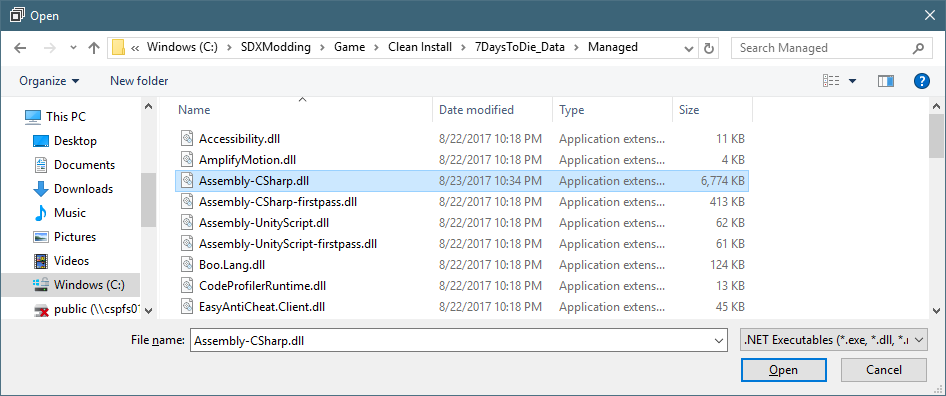 Open
Windows (C:) > SDXModding > Game > Clean Install > 7DaysToDie_Data > Managed
Search Managed
Organize
New folder
This PC
Desktop
Documents
Downloads
Music
Pictures
Videos
Windows (C:)
public (\\cspfs0
Name Date modified Type Size
Accessibility.dll 8/22/2017 10:18 PM Application extens... 11 KB
AmplifyMotion.dll 8/22/2017 10:18 PM Application extens... 4 KB
Assembly-CSharp.dll 8/23/2017 10:34 PM Application extens... 6,774 KB
Assembly-CSharp-firstpass.dll 8/22/2017 10:18 PM Application extens... 413 KB
Assembly-UnityScript.dll 8/22/2017 10:18 PM Application extens... 62 KB
Assembly-UnityScript-firstpass.dll 8/22/2017 10:18 PM Application extens... 61 KB
Boo.Lang.dll 8/22/2017 10:18 PM Application extens... 124 KB
CodeProfilerRuntime.dll 8/22/2017 10:18 PM Application extens... 13 KB
EasyAntiCheat.Client.dll 8/22/2017 10:18 PM Application extens... 45 KB
File name: Assembly-CSharp.dll
.NET Executables (*.exe, *.dll, *.
Open
Cancel